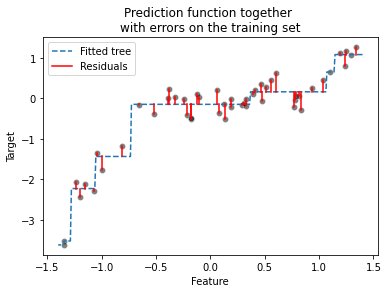 Prediction function together
with errors on the training set
Fitted tree
Residuals
Target
1
0
−1
−2
−3
−1.5
−1.0
−0.5
0.0
0.5
1.0
1.5
Feature